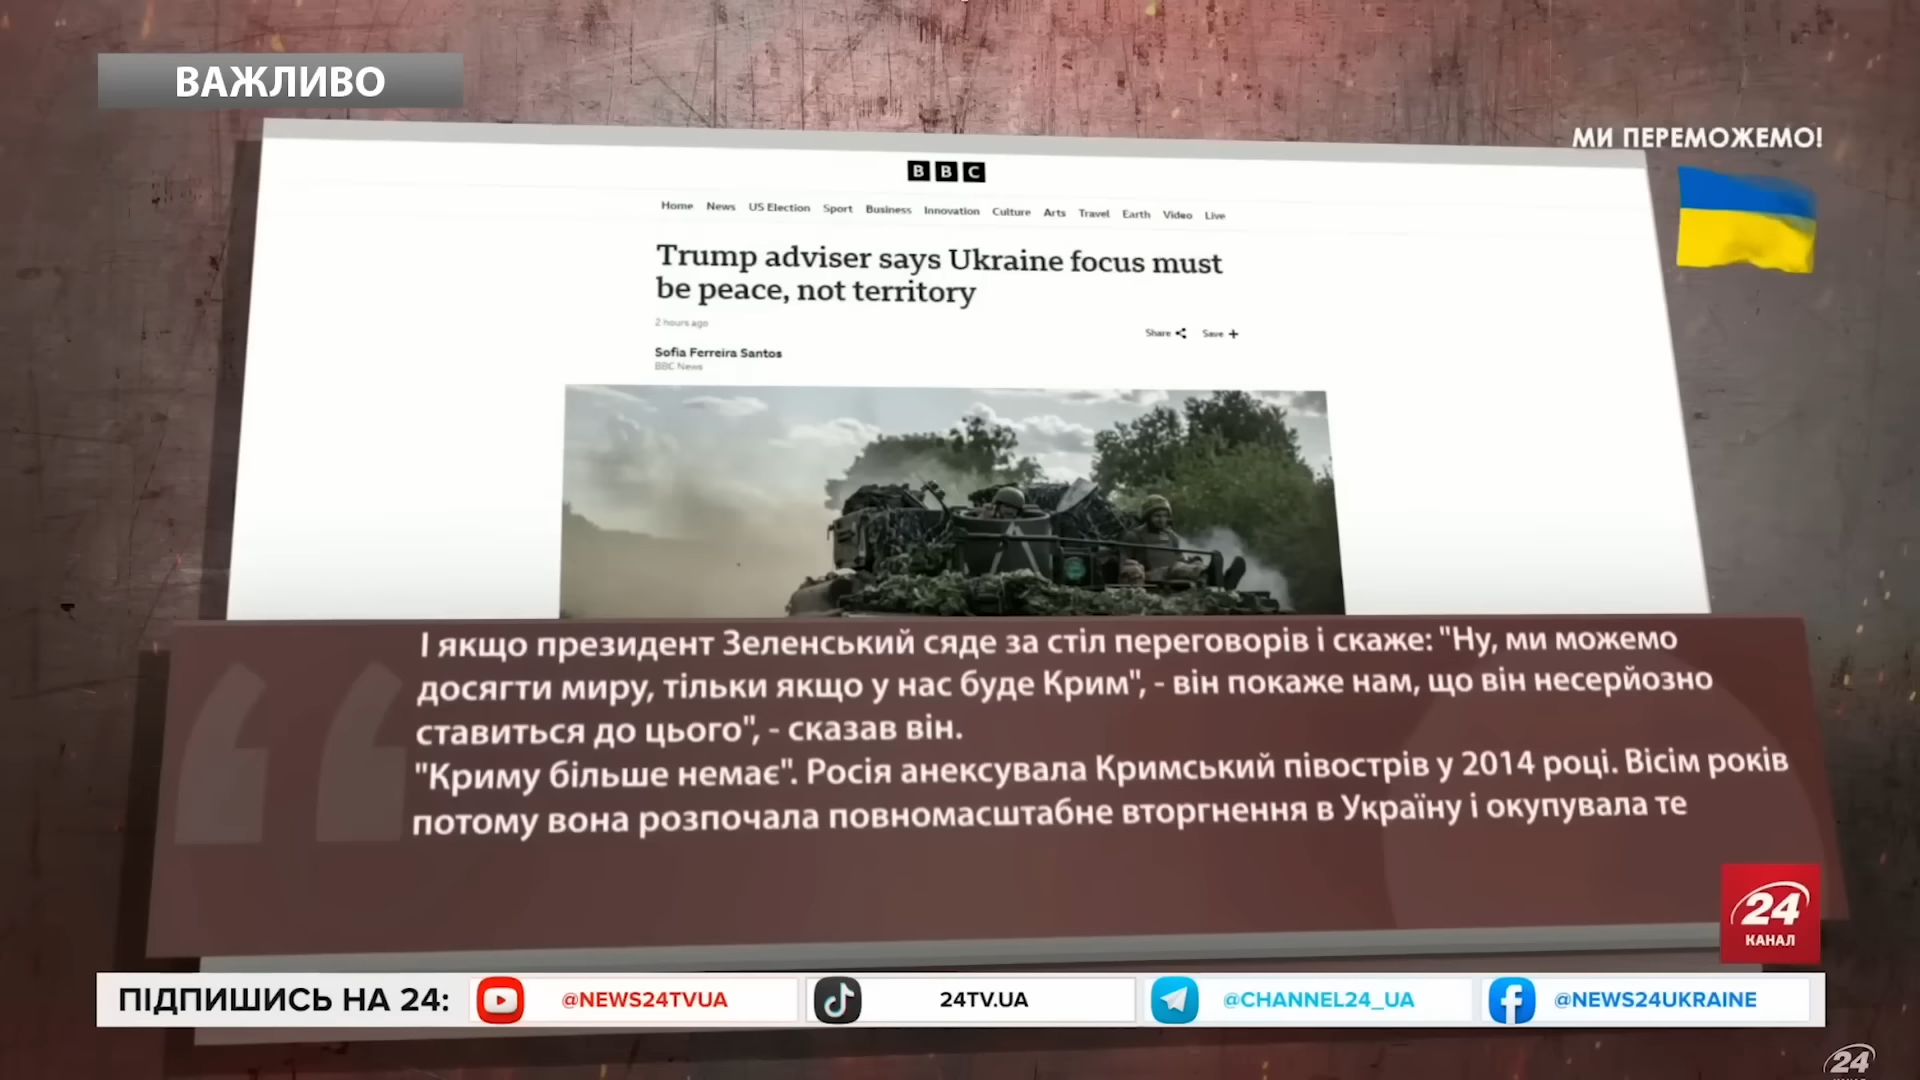 ВАЖЛИВО
МИ ПЕРЕМОЖЕМО!
BBC
Home News US Election Sport Business Innovation Culture Arts Travel Earth Video Live
Trump adviser says Ukraine focus must
be peace, not territory
2 hours ago
Share Save +
Sofia Ferreira Santos
BBC News
І якщо президент Зеленський сяде за стіл переговорів і скаже: "Ну, ми можемо
досягти миру, тільки якщо у нас буде Крим", - він покаже нам, що він несерйозно
ставиться до цього", - сказав він.
"Криму більше немає". Росія анексувала Кримський півострів у 2014 році. Вісім років
потому вона розпочала повномасштабне вторгнення в Україну і окупувала те
24
КАНАЛ
ПІДПИШИСЬ НА 24: @NEWS24TVUA 24TV.UA @CHANNEL24_UA @NEWS24UKRAINE
24